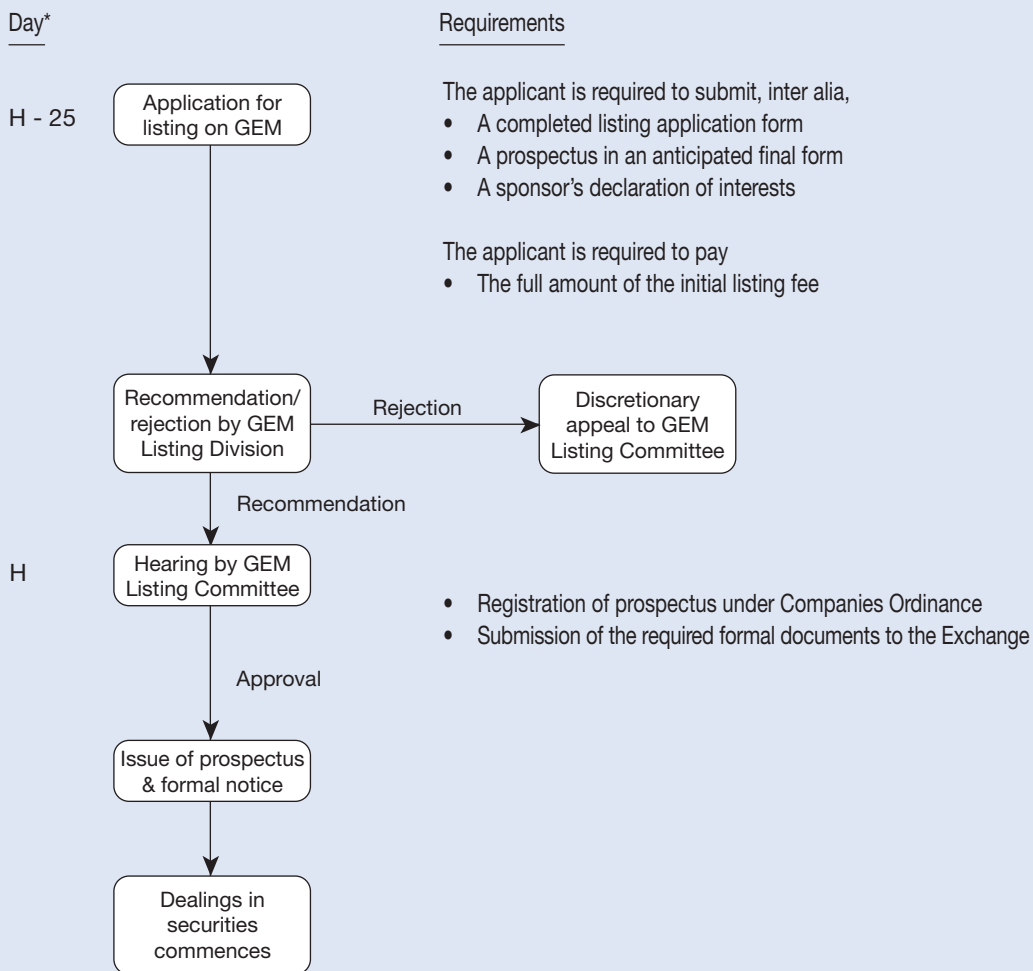 Day*
Requirements
H - 25
Application for
listing on GEM
The applicant is required to submit, inter alia,
• A completed listing application form
• A prospectus in an anticipated final form
• A sponsor's declaration of interests
The applicant is required to pay
• The full amount of the initial listing fee
Recommendation/
rejection by GEM
Listing Division
Rejection
Discretionary
appeal to GEM
Listing Committee
Recommendation
H
Hearing by GEM
Listing Committee
• Registration of prospectus under Companies Ordinance
• Submission of the required formal documents to the Exchange
Approval
Issue of prospectus
& formal notice
Dealings in
securities
commences